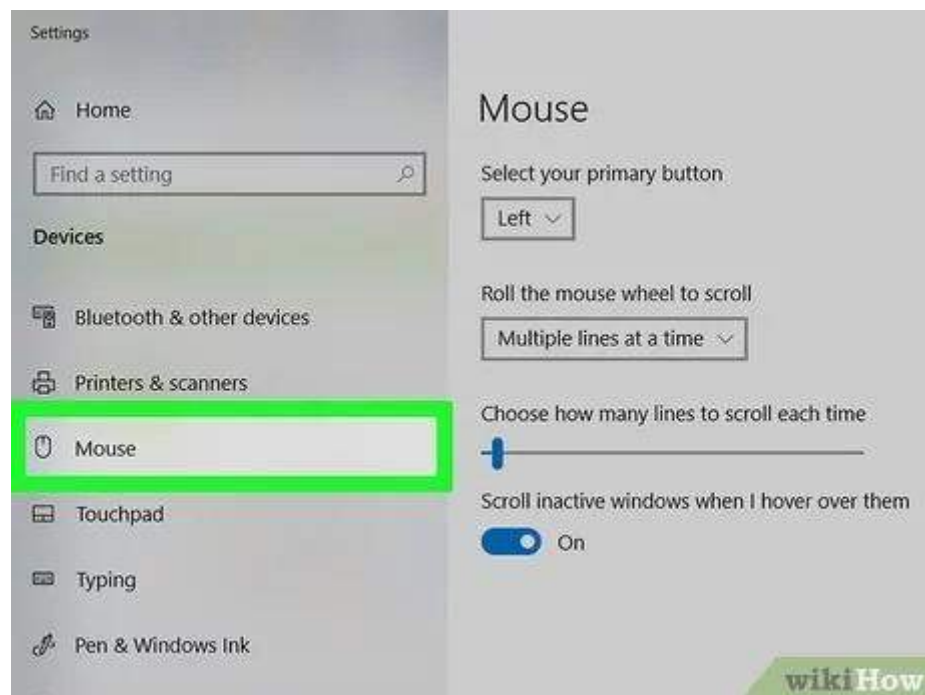 Settings
Home
Find a setting
Devices
Bluetooth & other devices
Printers & scanners
Mouse
Touchpad
Typing
Pen & Windows Ink
Mouse
Select your primary button
Left
Roll the mouse wheel to scroll
Multiple lines at a time
Choose how many lines to scroll each time
Scroll inactive windows when I hover over them
On
wikiHow